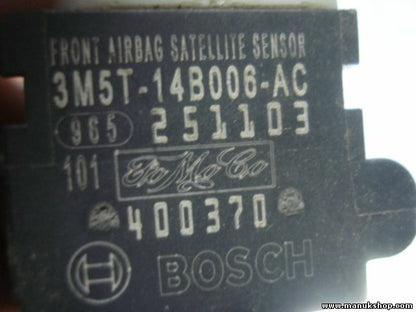 FRONT AIRBAG SATELLITE SENSOR
3M5T-14B006-AC
965 251103
101 FoMoCo
400370
BOSCH
www.manukshop.com